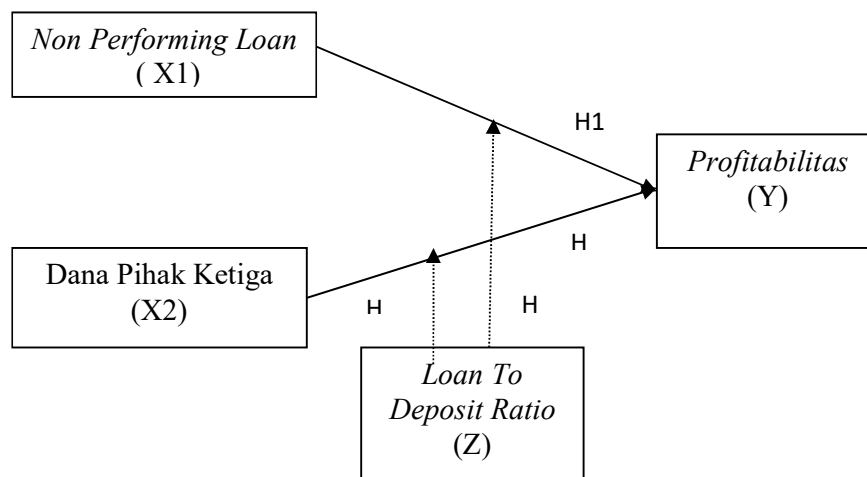 Non Performing Loan
( X1)
H1
Profitabilitas
(Y)
Dana Pihak Ketiga
(X2)
H
H
H
Loan To
Deposit Ratio
(Z)